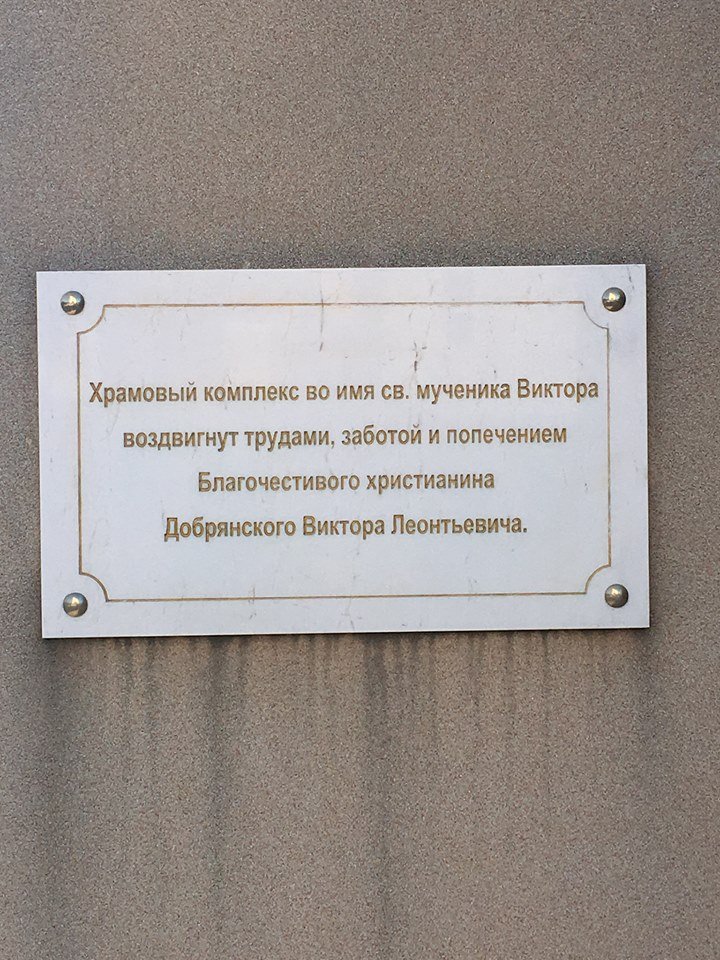 Храмовый комплекс во имя св. мученика Виктора
воздвигнут трудами, заботой и попечением
Благочестивого христианина
Добрянского Виктора Леонтьевича.